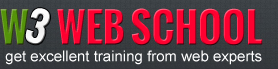 W3 WEB SCHOOL
get excellent training from web experts